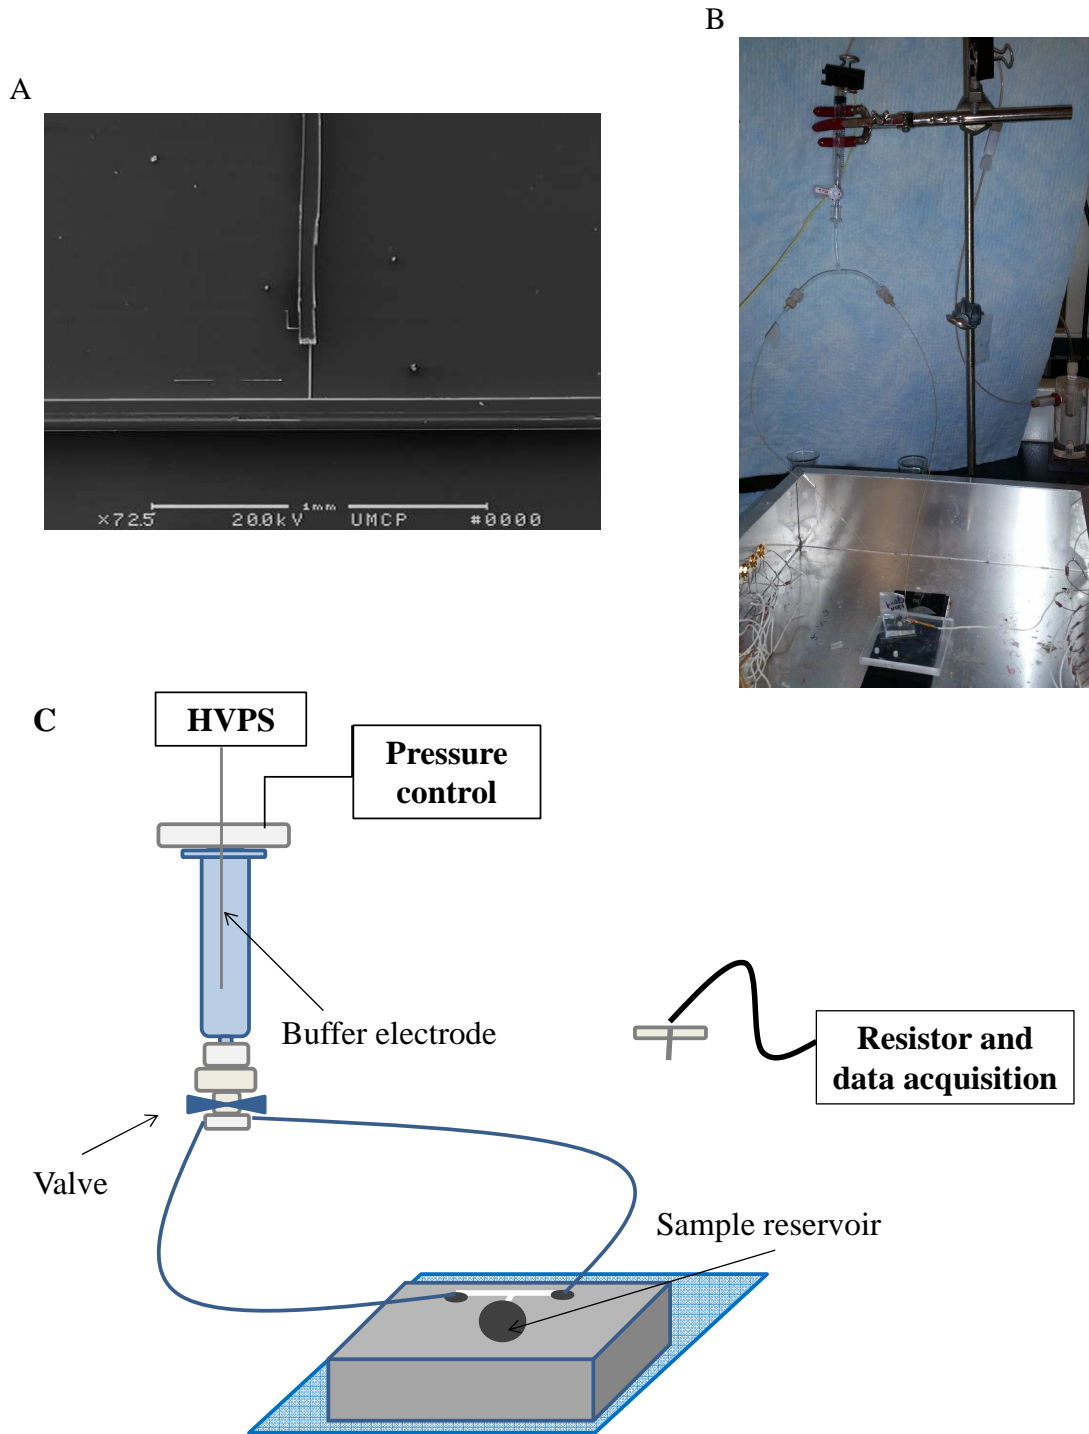 A
B
1mm
×72.5 20.0kV UMCP #0000
C
HVPS
Pressure
control
Buffer electrode
Resistor and
data acquisition
Valve
Sample reservoir